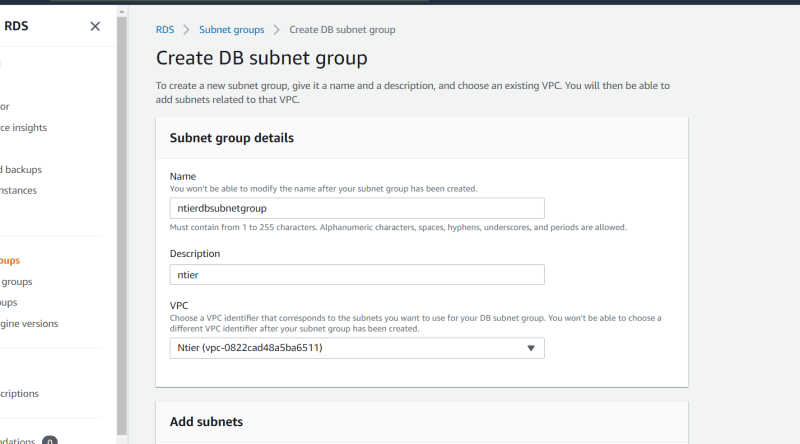 RDS
RDS Subnet groups Create DB subnet group
Create DB subnet group
To create a new subnet group, give it a name and a description, and choose an existing VPC. You will then be able to
add subnets related to that VPC.
Subnet group details
Name
You won't be able to modify the name after your subnet group has been created.
ntierdbsubnetgroup
Must contain from 1 to 255 characters. Alphanumeric characters, spaces, hyphens, underscores, and periods are allowed.
Description
ntier
VPC
Choose a VPC identifier that corresponds to the subnets you want to use for your DB subnet group. You won't be able to choose a
different VPC identifier after your subnet group has been created.
Ntier (vpc-0822cad48a5ba6511)
Add subnets
or
ce insights
d backups
nstances
oups
groups
ups
gine versions
criptions
ndations 0